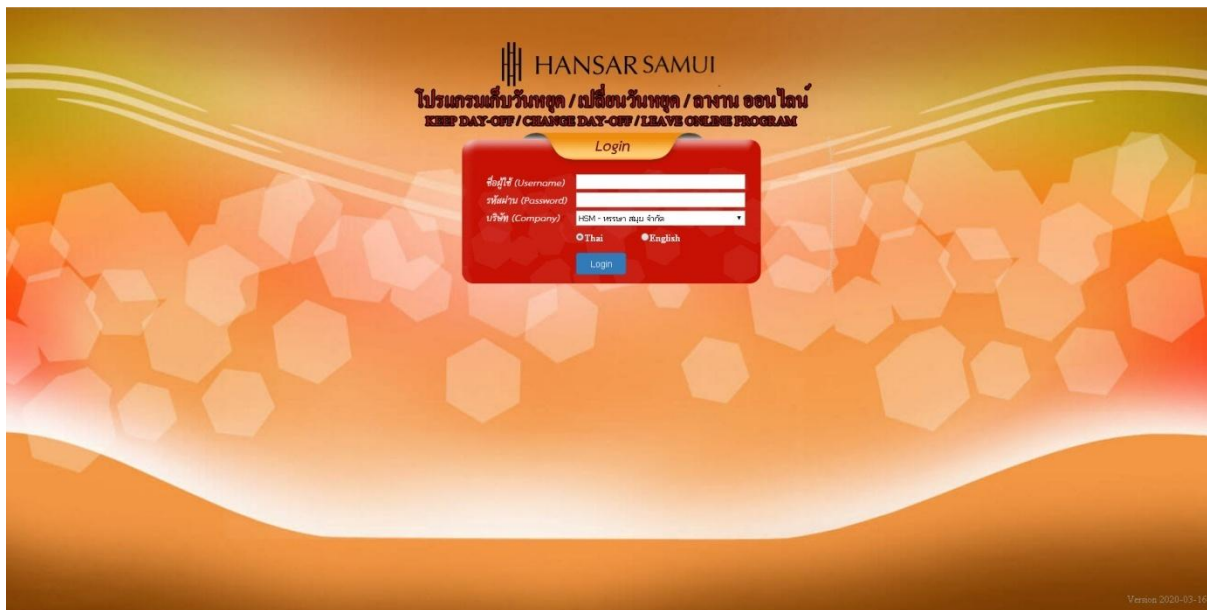 HANSAR SAMUI
โปรแกรมเก็บวันหยุด / เปลี่ยนวันหยุด / ลางาน ออนไลน์
KEEP DAY-OFF / CHANGE DAY-OFF / LEAVE ONLINE PROGRAM
Login
ชื่อผู้ใช้ (Username)
รหัสผ่าน (Password)
บริษัท (Company) HSM - หรรษา สมุย จำกัด
Thai English
Login
Version 2020-03-16